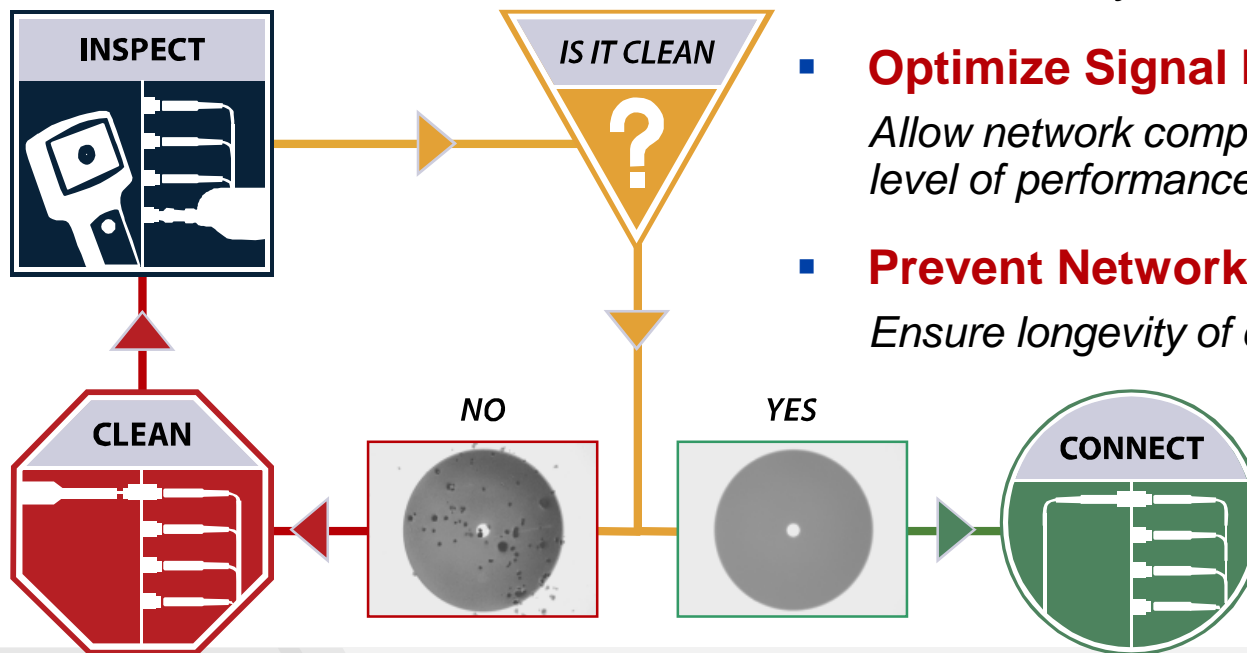 INSPECT
IS IT CLEAN
?
Optimize Signal
Allow network
level of performance
Prevent Network
Ensure longevity of
NO
YES
CLEAN
CONNECT